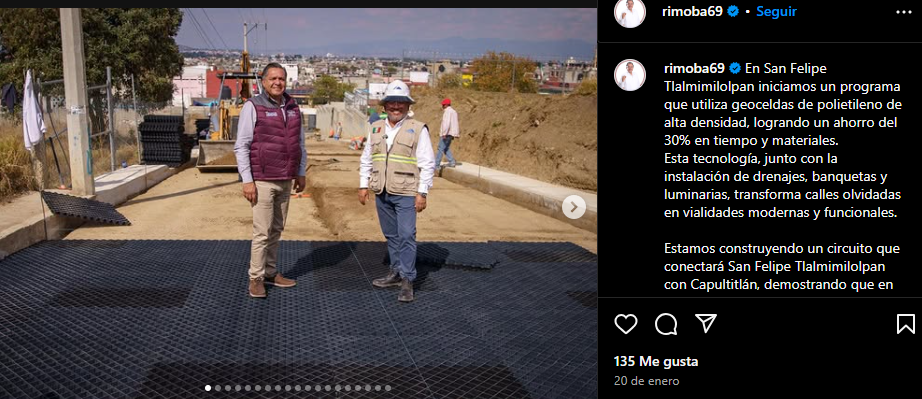 rimoba69 • Seguir
rimoba69 En San Felipe
Tlalmimilolpan iniciamos un programa
que utiliza geoceldas de polietileno de
alta densidad, logrando un ahorro del
30% en tiempo y materiales.
Esta tecnología, junto con la
instalación de drenajes, banquetas y
luminarias, transforma calles olvidadas
en vialidades modernas y funcionales.
Estamos construyendo un circuito que
conectará San Felipe Tlalmimilolpan
con Capultitlán, demostrando que en
135 Me gusta
20 de enero